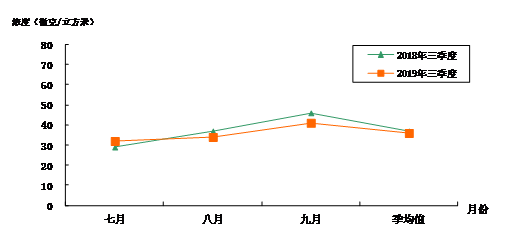 浓度（微克/立方米）
80
70
60
50
40
30
20
10
0
2018年三季度
2019年三季度
七月
八月
九月
季均值
月份